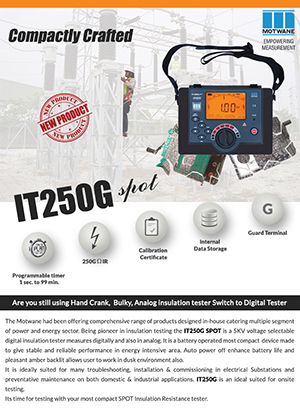 Compactly Crafted
MOTWANE
EMPOWERING
MEASUREMENT
NEW PRODUCT
NEW PRODUCT
NEW PRODUCT
1.00
IT250G spot
G
Guard Terminal
Internal
Data Storage
Calibration
Certificate
250G Ω IR
Programmable timer
1 sec. to 99 min.
Are you still using Hand Crank, Bulky, Analog insulation tester Switch to Digital Tester
The Motwane had been offering comprehensive range of products designed in-house catering multiple segment
of power and energy sector. Being pioneer in insulation testing the IT250G SPOT is a 5KV voltage selectable
digital insulation tester measures digitally and also in analog. It is a battery operated most compact device made
to give stable and reliable performance in energy intensive area. Auto power off enhance battery life and
pleasant amber backlit allows user to work in dusk environment also.
It is ideally suited for many troubleshooting, installation & commissioning in electrical Substations and
preventative maintenance on both domestic & industrial applications. IT250G is an ideal suited for onsite
testing.
Its time for testing with your most compact SPOT Insulation Resistance tester.